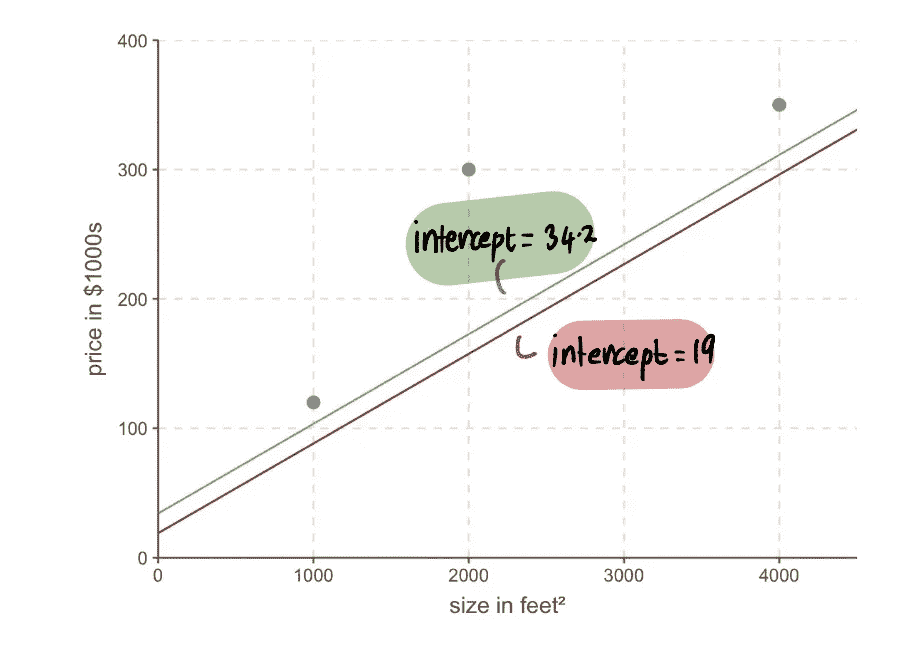 400
300
200
100
0
price in $1000s
intercept = 34.2
intercept = 19
0 1000 2000 3000 4000
size in feet²